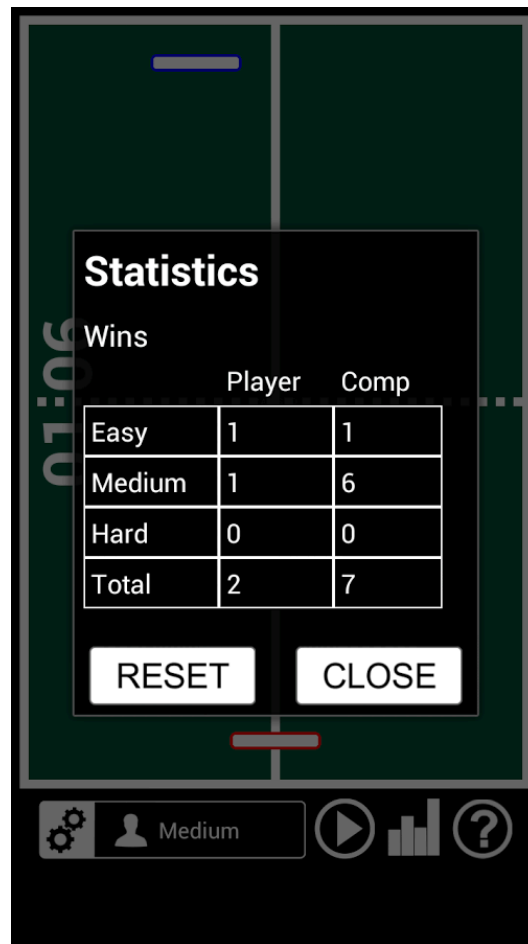 Statistics
Wins
Player Comp
Easy 1 1
Medium 1 6
Hard 0 0
Total 2 7
RESET CLOSE
01:06
Medium
?